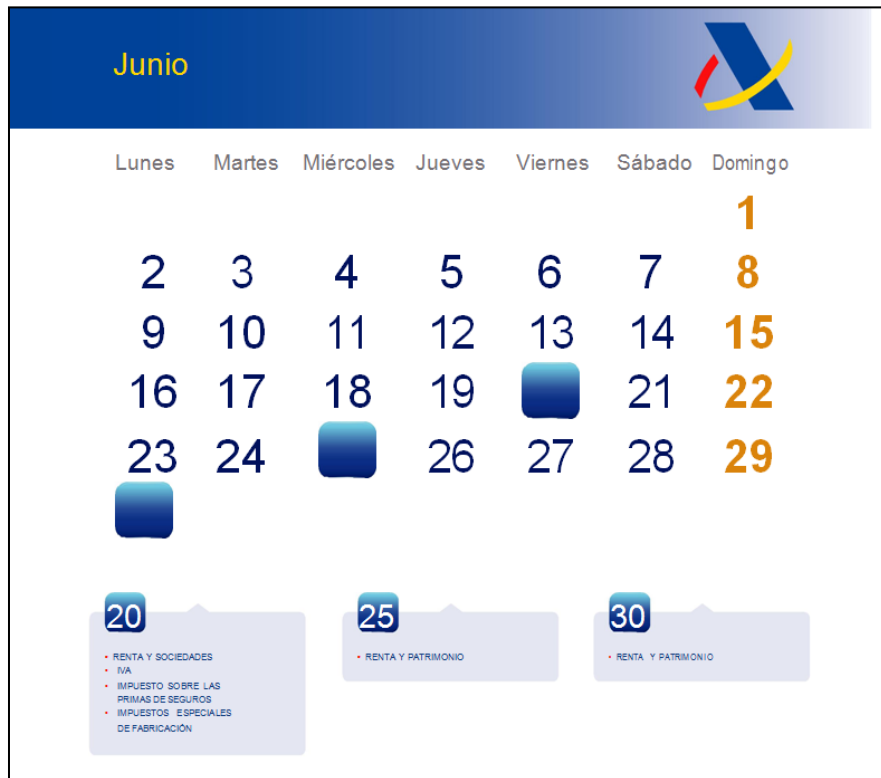 Junio
Lunes Martes Miércoles Jueves Viernes Sábado Domingo
1
2 3 4 5 6 7 8
9 10 11 12 13 14 15
16 17 18 19 21 22
23 24 26 27 28 29
20
• RENTA Y SOCIEDADES
• IVA
• IMPUESTO SOBRE LAS
PRIMAS DE SEGUROS
• IMPUESTOS ESPECIALES
DE FABRICACIÓN
25
• RENTA Y PATRIMONIO
30
• RENTA Y PATRIMONIO